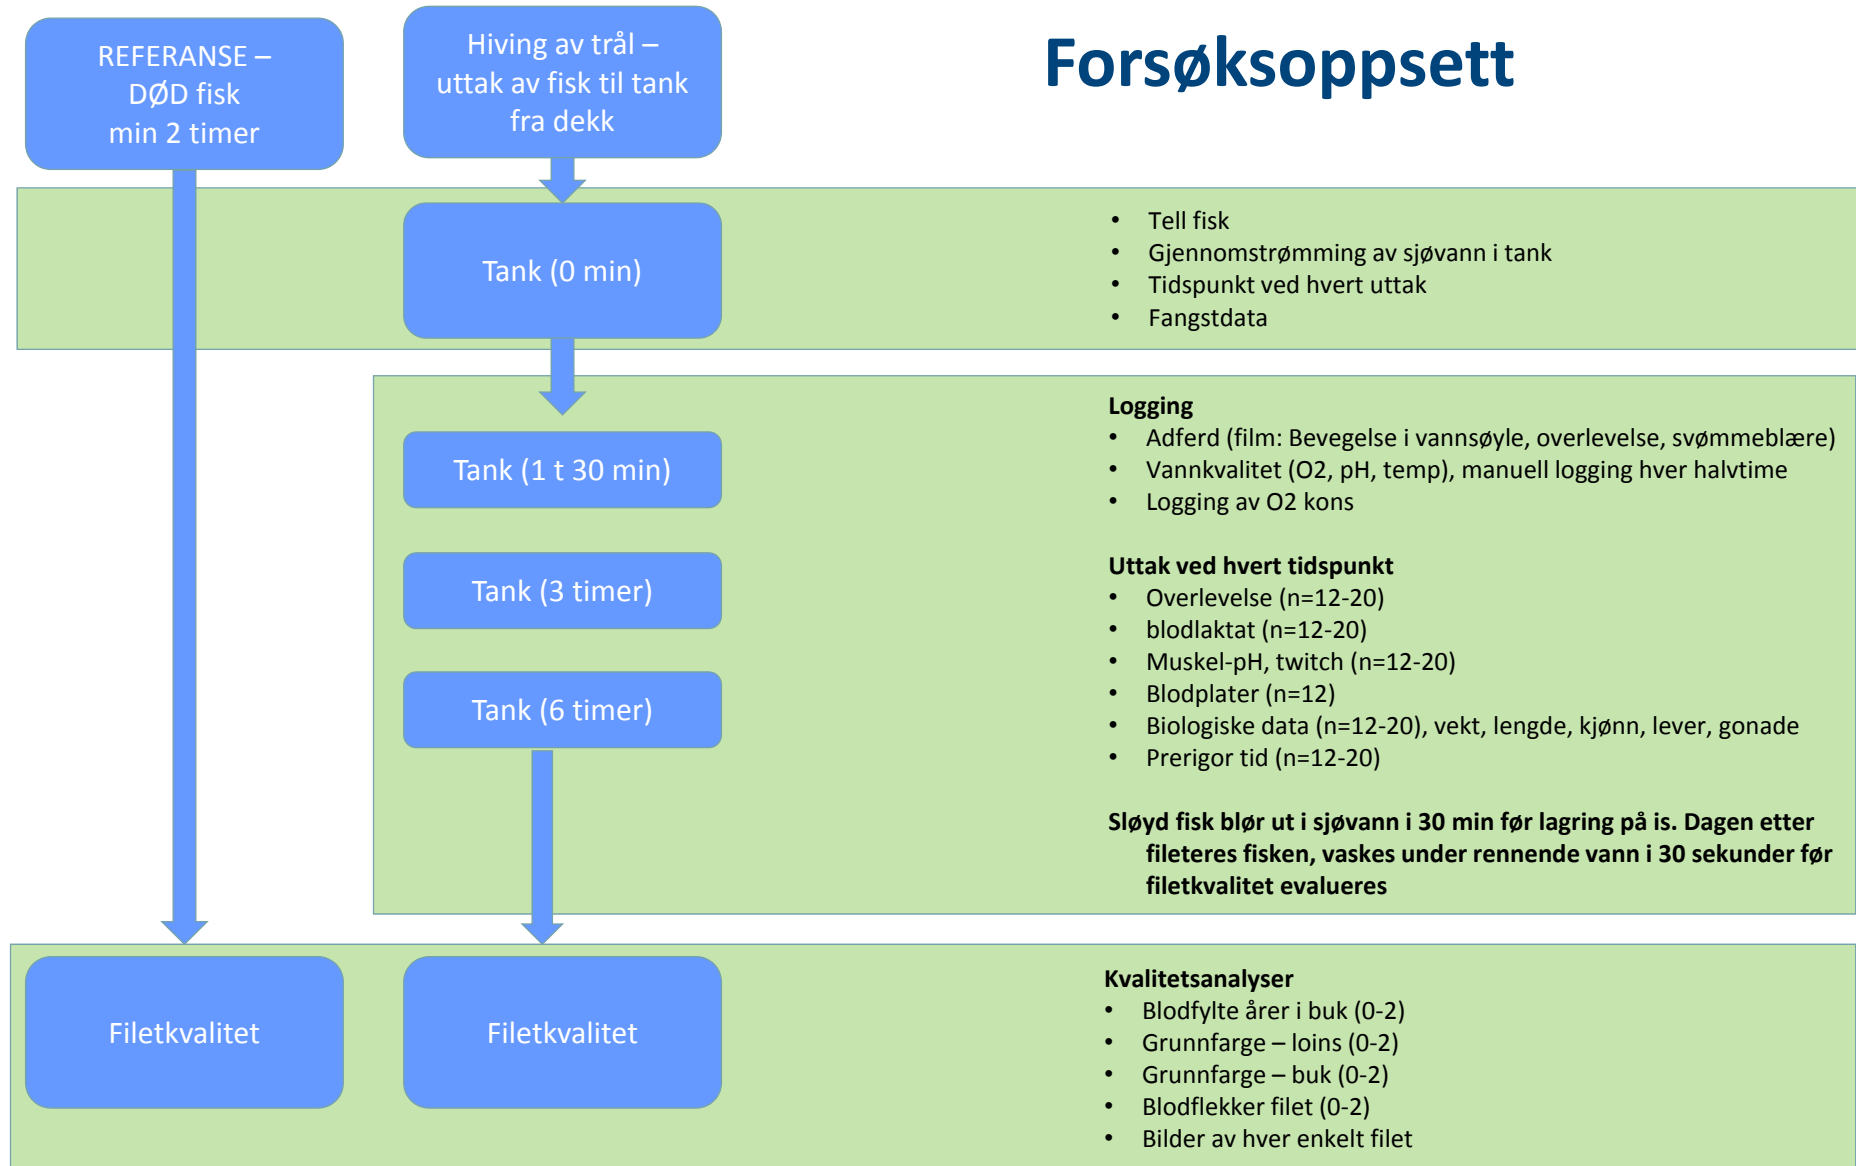 Forsøksoppsett
REFERANSE –
DØD fisk
min 2 timer
Hiving av trål –
uttak av fisk til tank
fra dekk
Tank (0 min)
• Tell fisk
• Gjennomstrømming av sjøvann i tank
• Tidspunkt ved hvert uttak
• Fangstdata
Tank (1 t 30 min)
Tank (3 timer)
Tank (6 timer)
Logging
• Adferd (film: Bevegelse i vannsøyle, overlevelse, svømmeblære)
• Vannkvalitet (O2, pH, temp), manuell logging hver halvtime
• Logging av O2 kons
Uttak ved hvert tidspunkt
• Overlevelse (n=12-20)
• blodlaktat (n=12-20)
• Muskel-pH, twitch (n=12-20)
• Blodplater (n=12)
• Biologiske data (n=12-20), vekt, lengde, kjønn, lever, gonade
• Prerigor tid (n=12-20)
Sløyd fisk blør ut i sjøvann i 30 min før lagring på is. Dagen etter
fileteres fisken, vaskes under rennende vann i 30 sekunder før
filetkvalitet evalueres
Filetkvalitet
Filetkvalitet
Kvalitetsanalyser
• Blodfylte årer i buk (0-2)
• Grunnfarge – loins (0-2)
• Grunnfarge – buk (0-2)
• Blodflekker filet (0-2)
• Bilder av hver enkelt filet